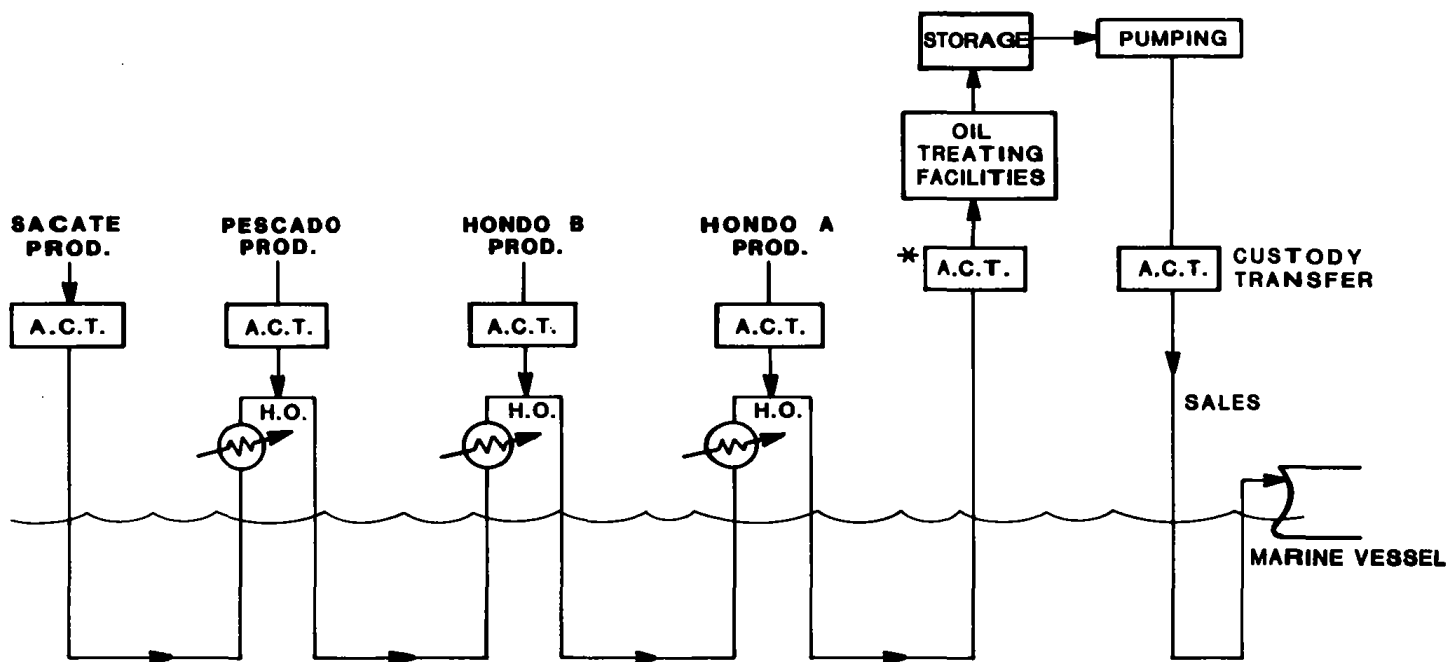 STORAGE
PUMPING
OIL
TREATING
FACILITIES
SACATE
PROD.
PESCADO
PROD.
HONDO B
PROD.
HONDO A
PROD.
* A.C.T.
A.C.T.
CUSTODY
TRANSFER
A.C.T.
A.C.T.
A.C.T.
A.C.T.
H.O.
H.O.
H.O.
SALES
MARINE VESSEL